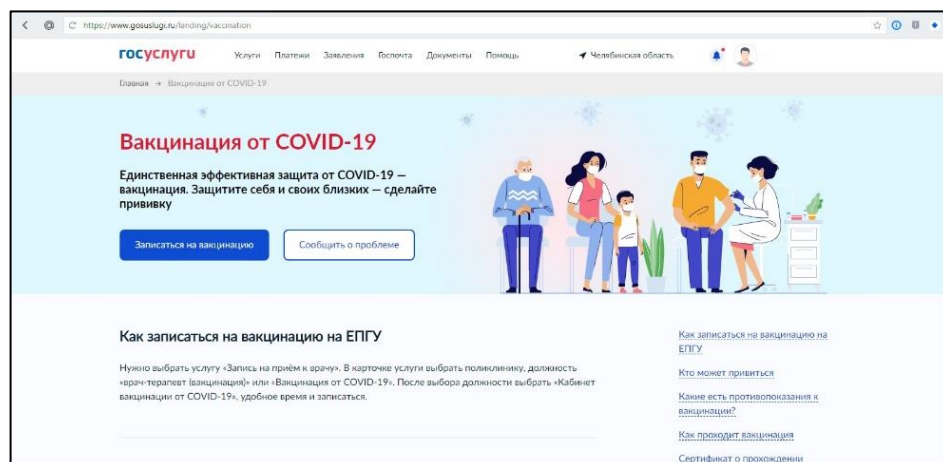 https://www.gosuslugi.ru/landing/vaccination
госуслуги Услуги Платежи Заявления Госпочта Документы Помощь Челябинская область
Главная → Вакцинация от COVID-19
Вакцинация от COVID-19
Единственная эффективная защита от COVID-19 —
вакцинация. Защитите себя и своих близких — сделайте
прививку
Записаться на вакцинацию Сообщить о проблеме
Как записаться на вакцинацию на ЕПГУ
Нужно выбрать услугу «Запись на приём к врачу». В карточке услуги выбрать поликлинику, должность
«врач-терапевт (вакцинация)» или «Вакцинация от COVID-19». После выбора должности выбрать «Кабинет
вакцинации от COVID-19», удобное время и записаться.
Как записаться на вакцинацию на
ЕПГУ
Кто может привиться
Какие есть противопоказания к
вакцинации?
Как проходит вакцинация
Сертификат о прохождении